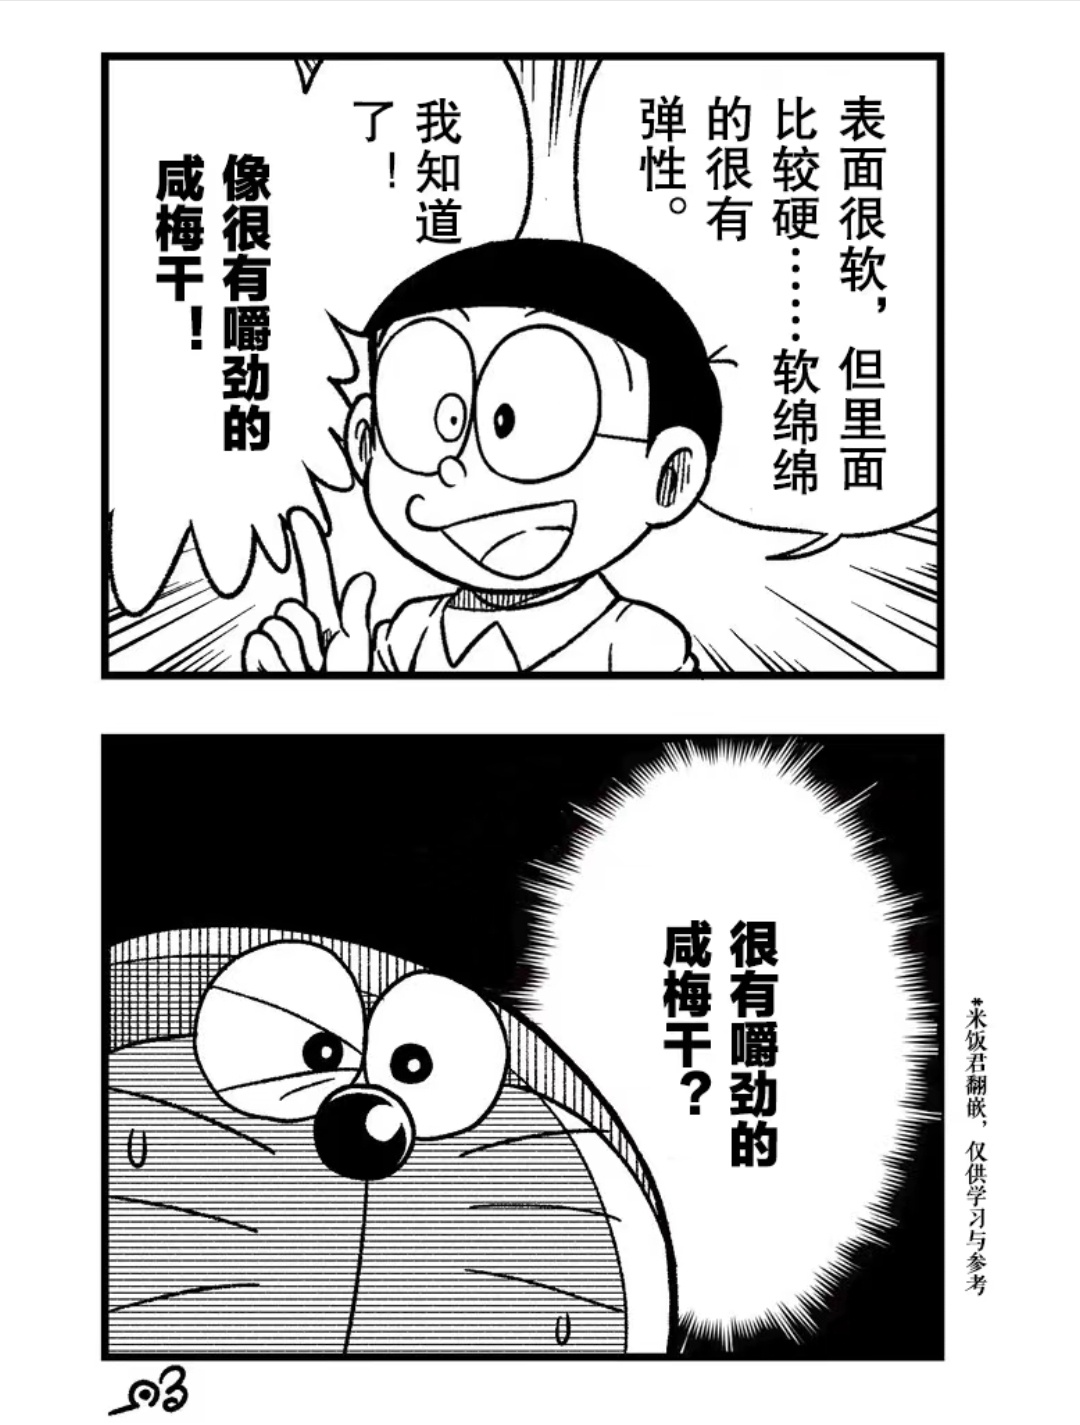 表面很软，但里面
比较硬……软绵绵
的很有
弹性。
我知道
了！
像很有嚼劲的
咸梅干！
很有嚼劲的
咸梅干？
*米饭君翻嵌，仅供学习与参考